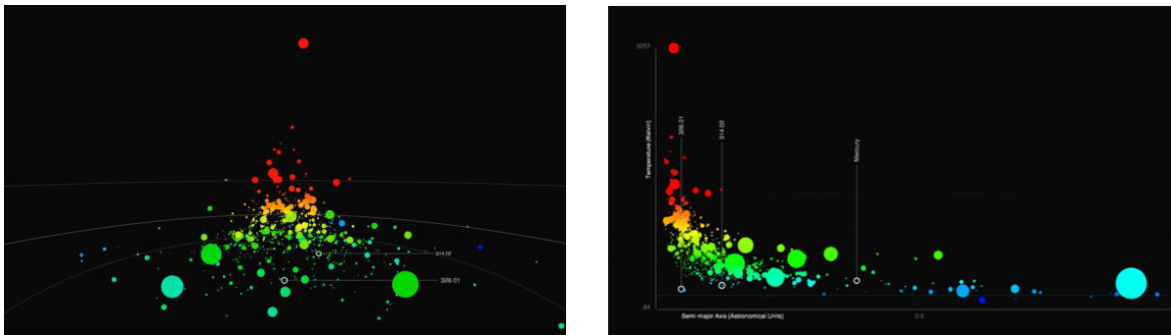 314.02
326.01
3257
Temperature (Kelvin)
326.01
314.02
Mercury
64
Semi-major Axis (Astronomical Units)
0.5